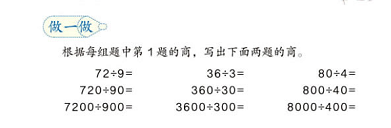 做一做
根据每组题中第1题的商，写出下面两题的商。
72÷9= 36÷3= 80÷4=
720÷90= 360÷30= 800÷40=
7200÷900= 3600÷300= 8000÷400=